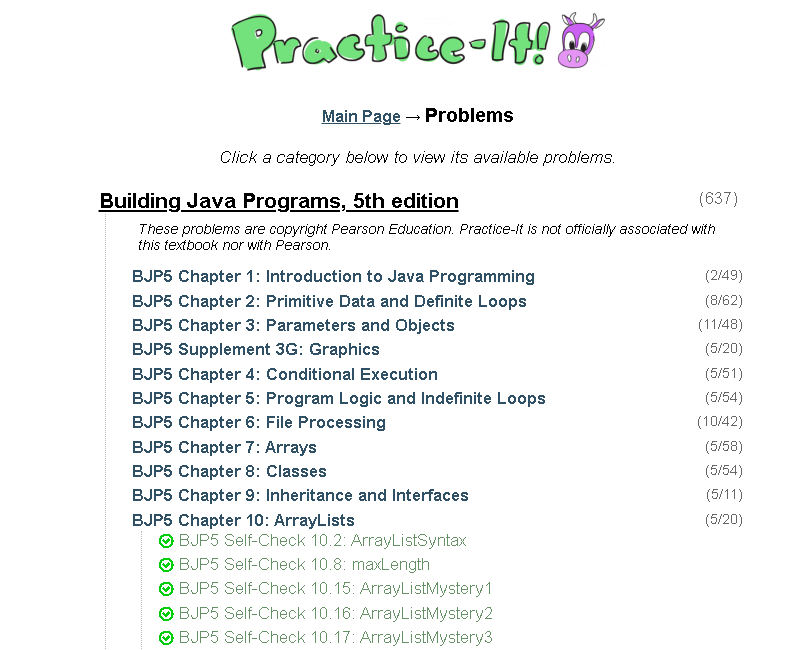 Practice-It!
Main Page → Problems
Click a category below to view its available problems.
Building Java Programs, 5th edition (637)
These problems are copyright Pearson Education. Practice-It is not officially associated with
this textbook nor with Pearson.
BJP5 Chapter 1: Introduction to Java Programming (2/49)
BJP5 Chapter 2: Primitive Data and Definite Loops (8/62)
BJP5 Chapter 3: Parameters and Objects (11/48)
BJP5 Supplement 3G: Graphics (5/20)
BJP5 Chapter 4: Conditional Execution (5/51)
BJP5 Chapter 5: Program Logic and Indefinite Loops (5/54)
BJP5 Chapter 6: File Processing (10/42)
BJP5 Chapter 7: Arrays (5/58)
BJP5 Chapter 8: Classes (5/54)
BJP5 Chapter 9: Inheritance and Interfaces (5/11)
BJP5 Chapter 10: ArrayLists (5/20)
BJP5 Self-Check 10.2: ArrayListSyntax
BJP5 Self-Check 10.8: maxLength
BJP5 Self-Check 10.15: ArrayListMystery1
BJP5 Self-Check 10.16: ArrayListMystery2
BJP5 Self-Check 10.17: ArrayListMystery3